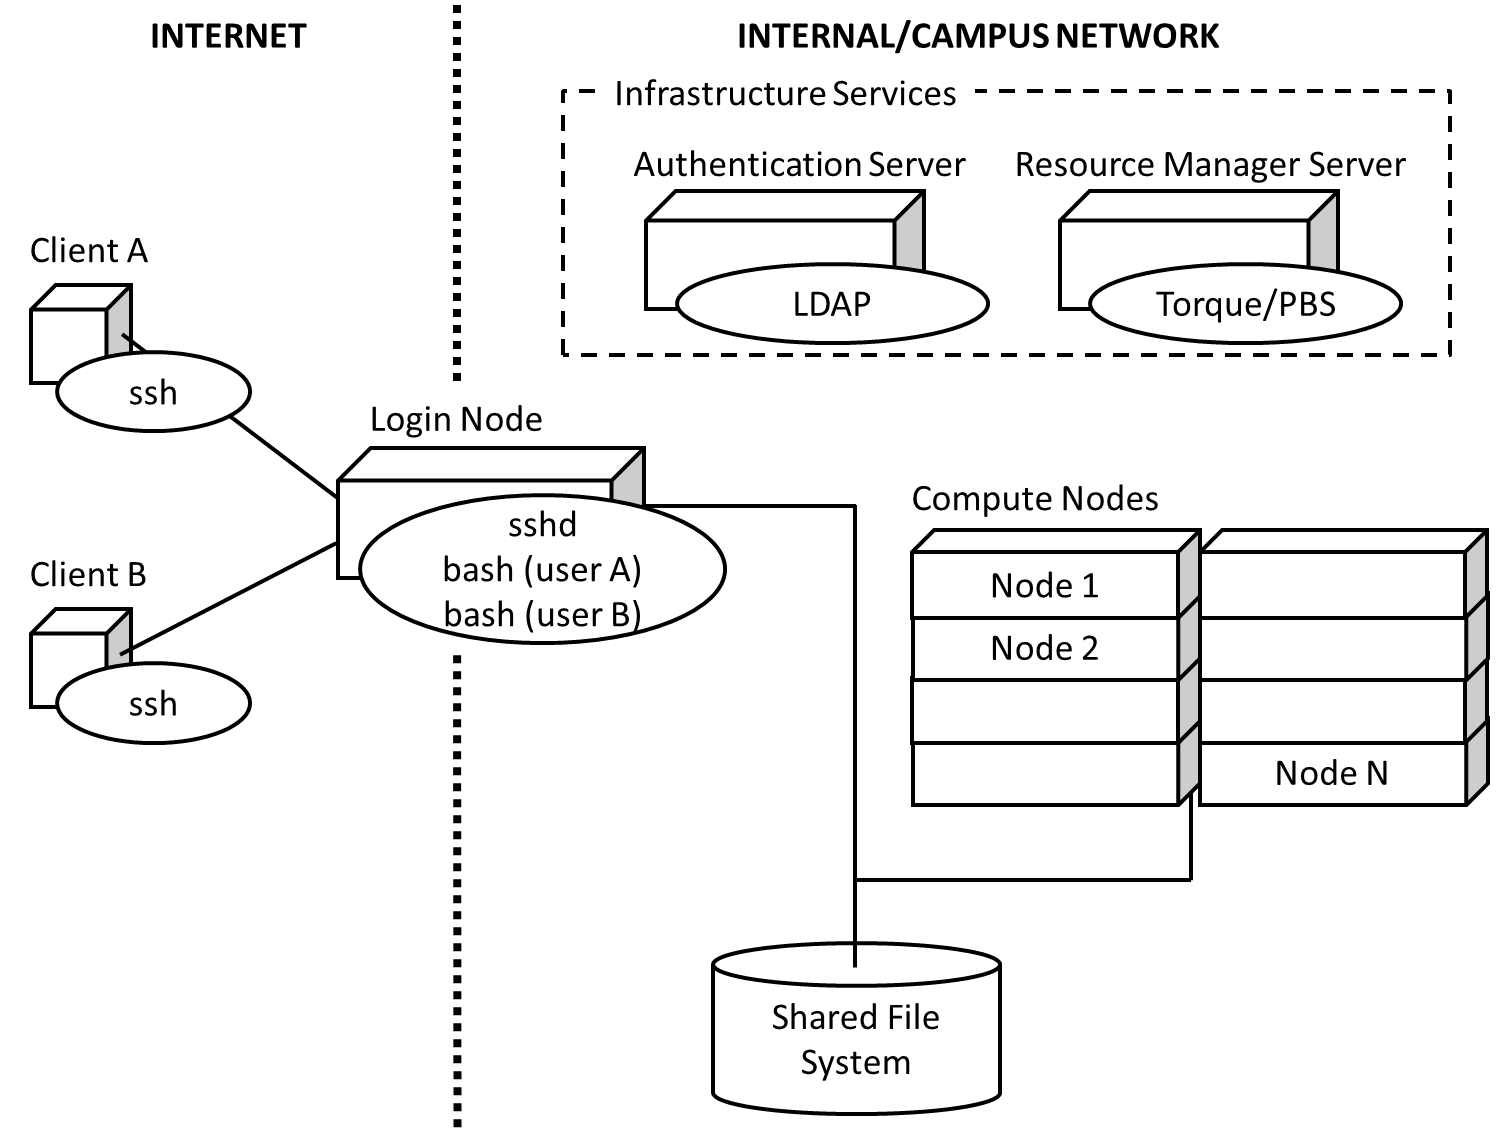 INTERNET
INTERNAL/CAMPUS NETWORK
Infrastructure Services
Authentication Server
Resource Manager Server
LDAP
Torque/PBS
Client A
ssh
Login Node
sshd
bash (user A)
bash (user B)
Client B
ssh
Compute Nodes
Node 1
Node 2
Node N
Shared File
System